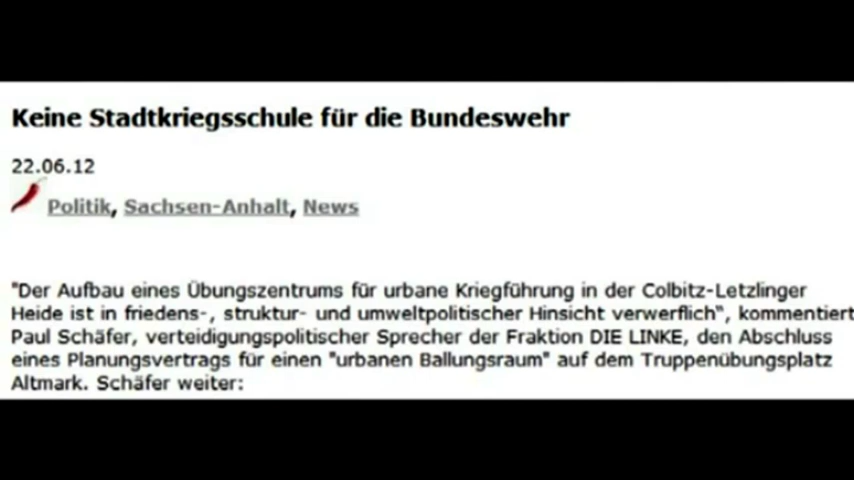 Keine Stadtkriegsschule für die Bundeswehr
22.06.12
Politik, Sachsen-Anhalt, News
"Der Aufbau eines Übungszentrums für urbane Kriegführung in der Colbitz-Letzlinger
Heide ist in friedens-, struktur- und umweltpolitischer Hinsicht verwerflich", kommentiert
Paul Schäfer, verteidigungspolitischer Sprecher der Fraktion DIE LINKE, den Abschluss
eines Planungsvertrags für einen "urbanen Ballungsraum" auf dem Truppenübungsplatz
Altmark. Schäfer weiter: